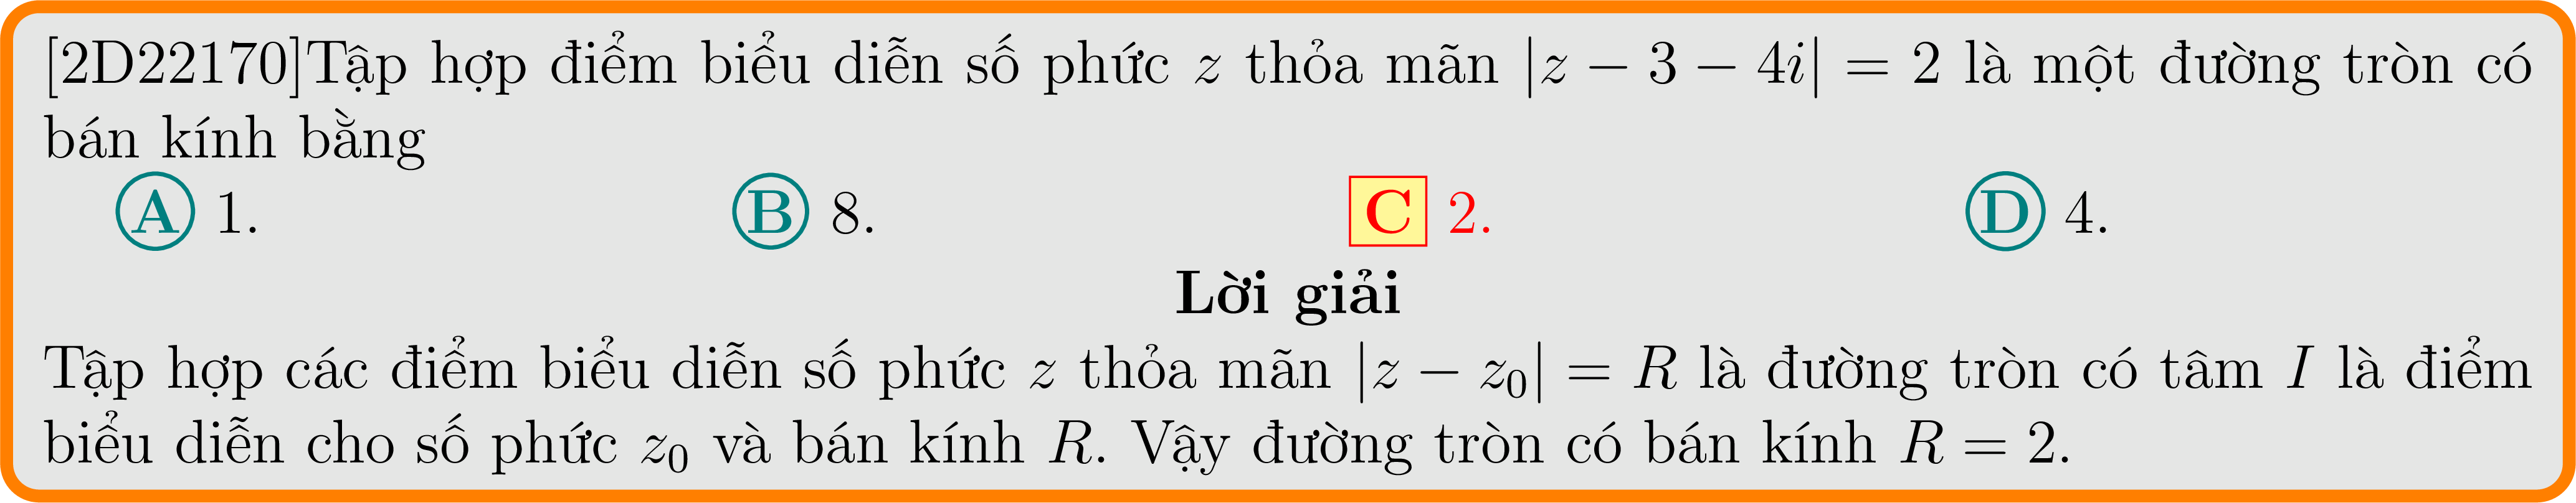 [2D22170]Tập hợp điểm biểu diễn số phức z thỏa mãn |z − 3 − 4i| = 2 là một đường tròn có
bán kính bằng
A 1. B 8. C 2. D 4.
Lời giải
Tập hợp các điểm biểu diễn số phức z thỏa mãn |z − z₀| = R là đường tròn có tâm I là điểm
biểu diễn cho số phức z₀ và bán kính R. Vậy đường tròn có bán kính R = 2.